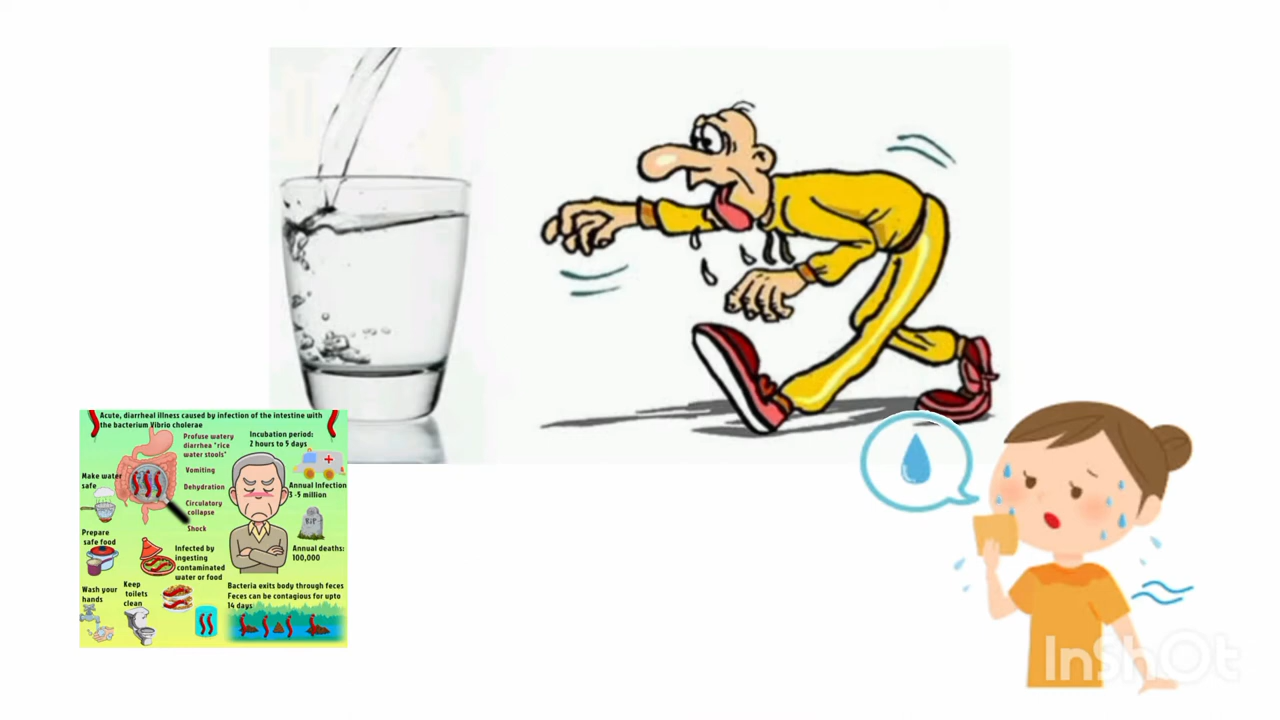 Acute, diarrheal illness caused by infection of the intestine with
the bacterium Vibrio cholerae
Profuse watery
diarrhea "rice
water stools"
Vomiting
Dehydration
Circulatory
collapse
Shock
Incubation period:
2 hours to 5 days
Annual Infection
3 -5 million
RIP
Annual deaths:
100,000
Make water
safe
Prepare
safe food
Wash your
hands
Keep
toilets
clean
Infected by
ingesting
contaminated
water or food
Bacteria exits body through feces
Feces can be contagious for upto
14 days
InShOt